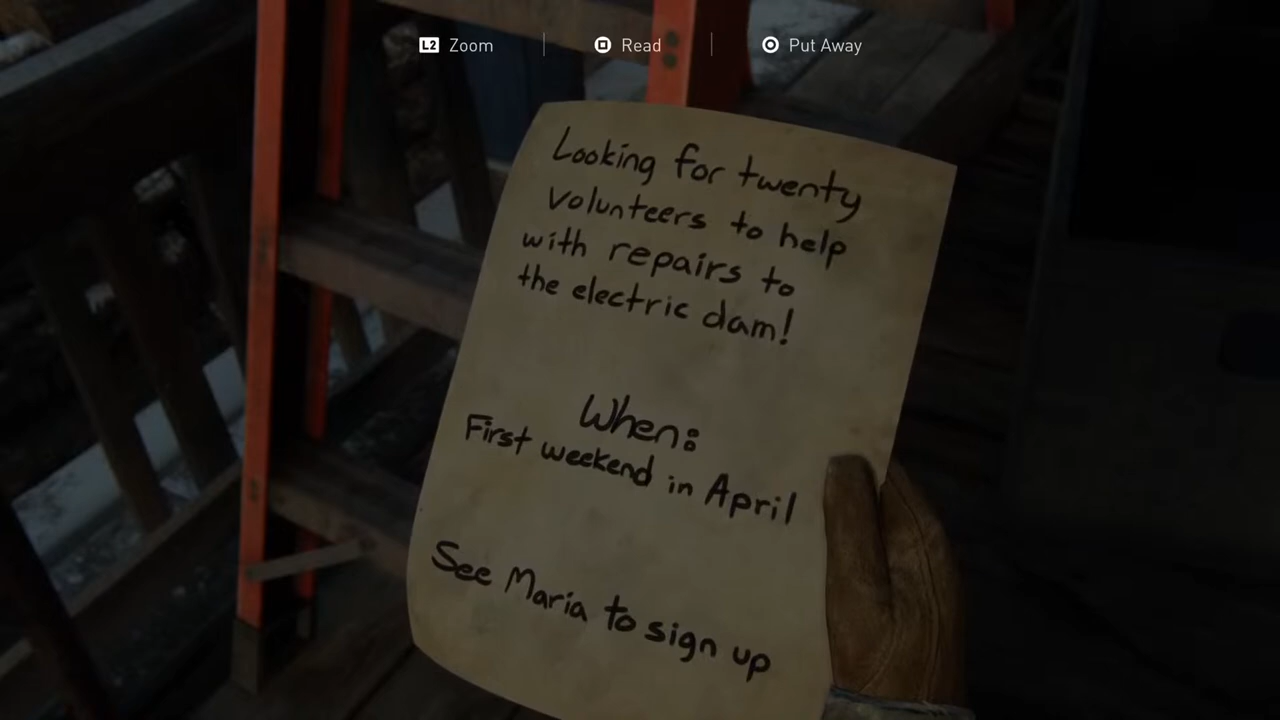 L2 Zoom Read Put Away
Looking for twenty
volunteers to help
with repairs to
the electric dam!
When:
First weekend in April
See Maria to sign up